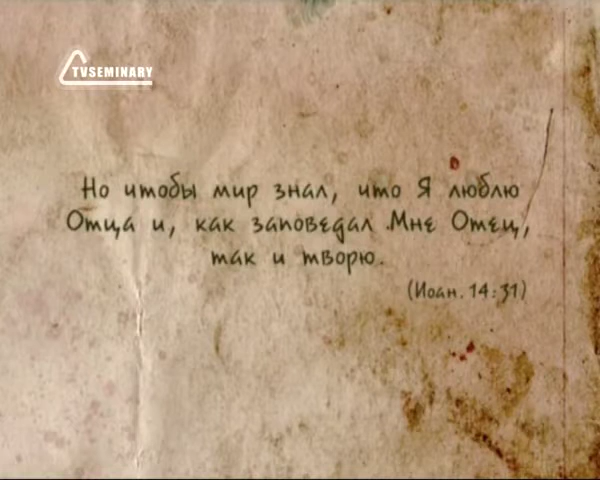 TVSEMINARY
Но чтобы мир знал, что Я люблю
Отца и, как заповедал Мне Отец,
так и творю.
(Иоан. 14:31)